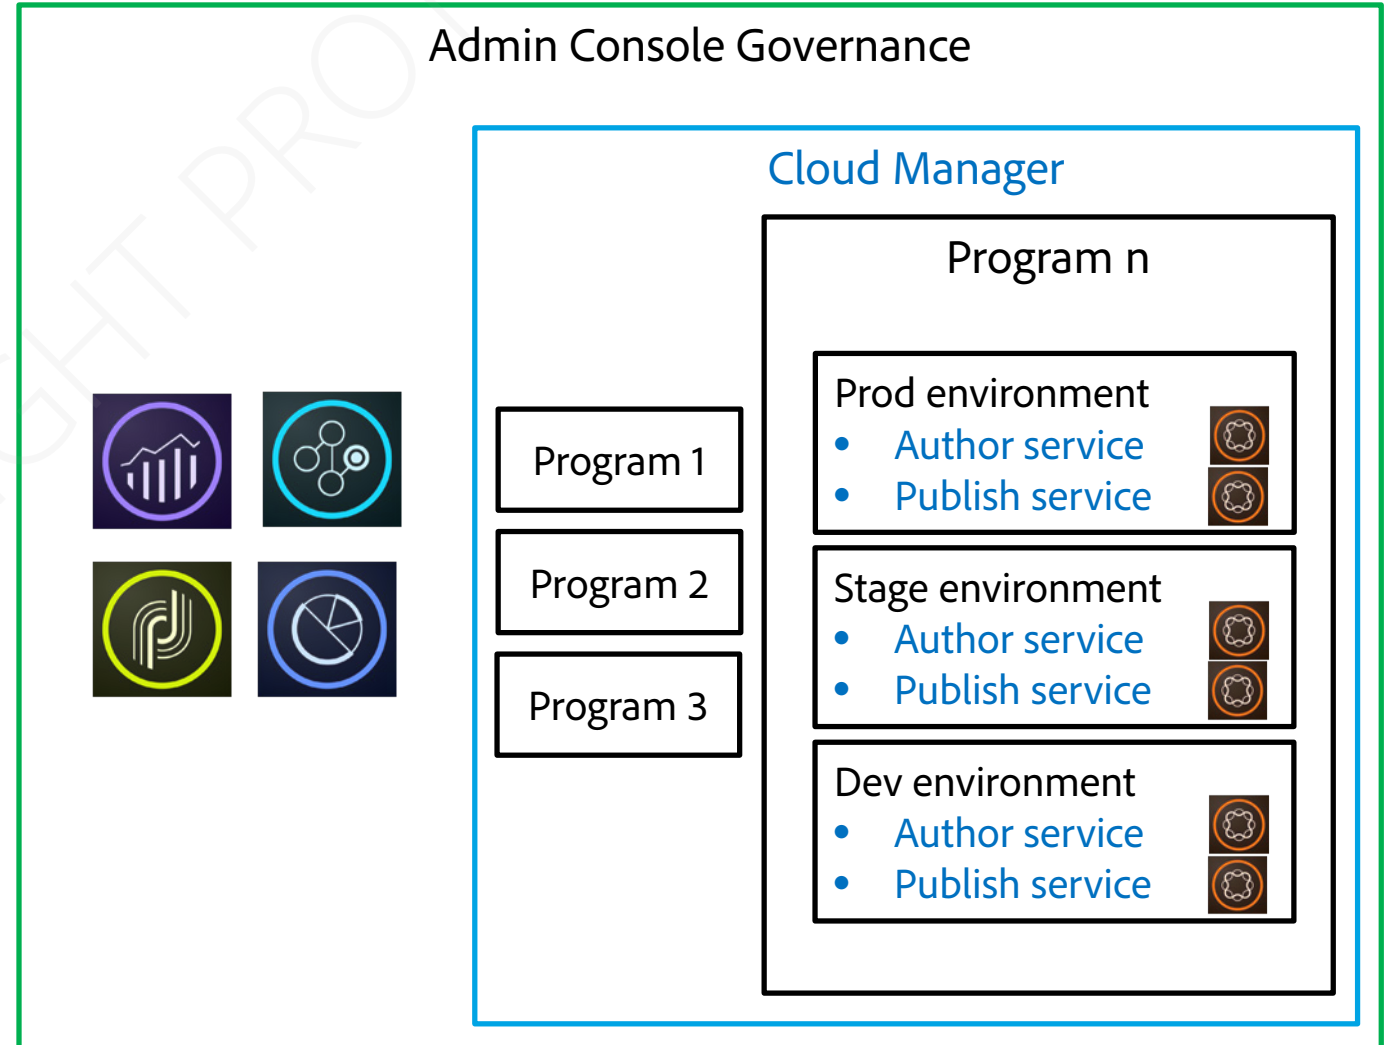 Admin Console Governance
Cloud Manager
Program n
Program 1
Program 2
Program 3
Prod environment
• Author service
• Publish service
Stage environment
• Author service
• Publish service
Dev environment
• Author service
• Publish service